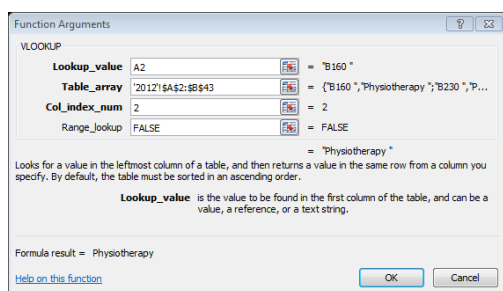 Function Arguments
VLOOKUP
Lookup_value A2 = "B160 "
Table_array '2012'!$A$2:$B$43 = {"B160 ","Physiotherapy ";"B230 ","P...
Col_index_num 2 = 2
Range_lookup FALSE = FALSE
= "Physiotherapy "
Looks for a value in the leftmost column of a table, and then returns a value in the same row from a column you
specify. By default, the table must be sorted in an ascending order.
Lookup_value is the value to be found in the first column of the table, and can be a
value, a reference, or a text string.
Formula result = Physiotherapy
Help on this function OK Cancel